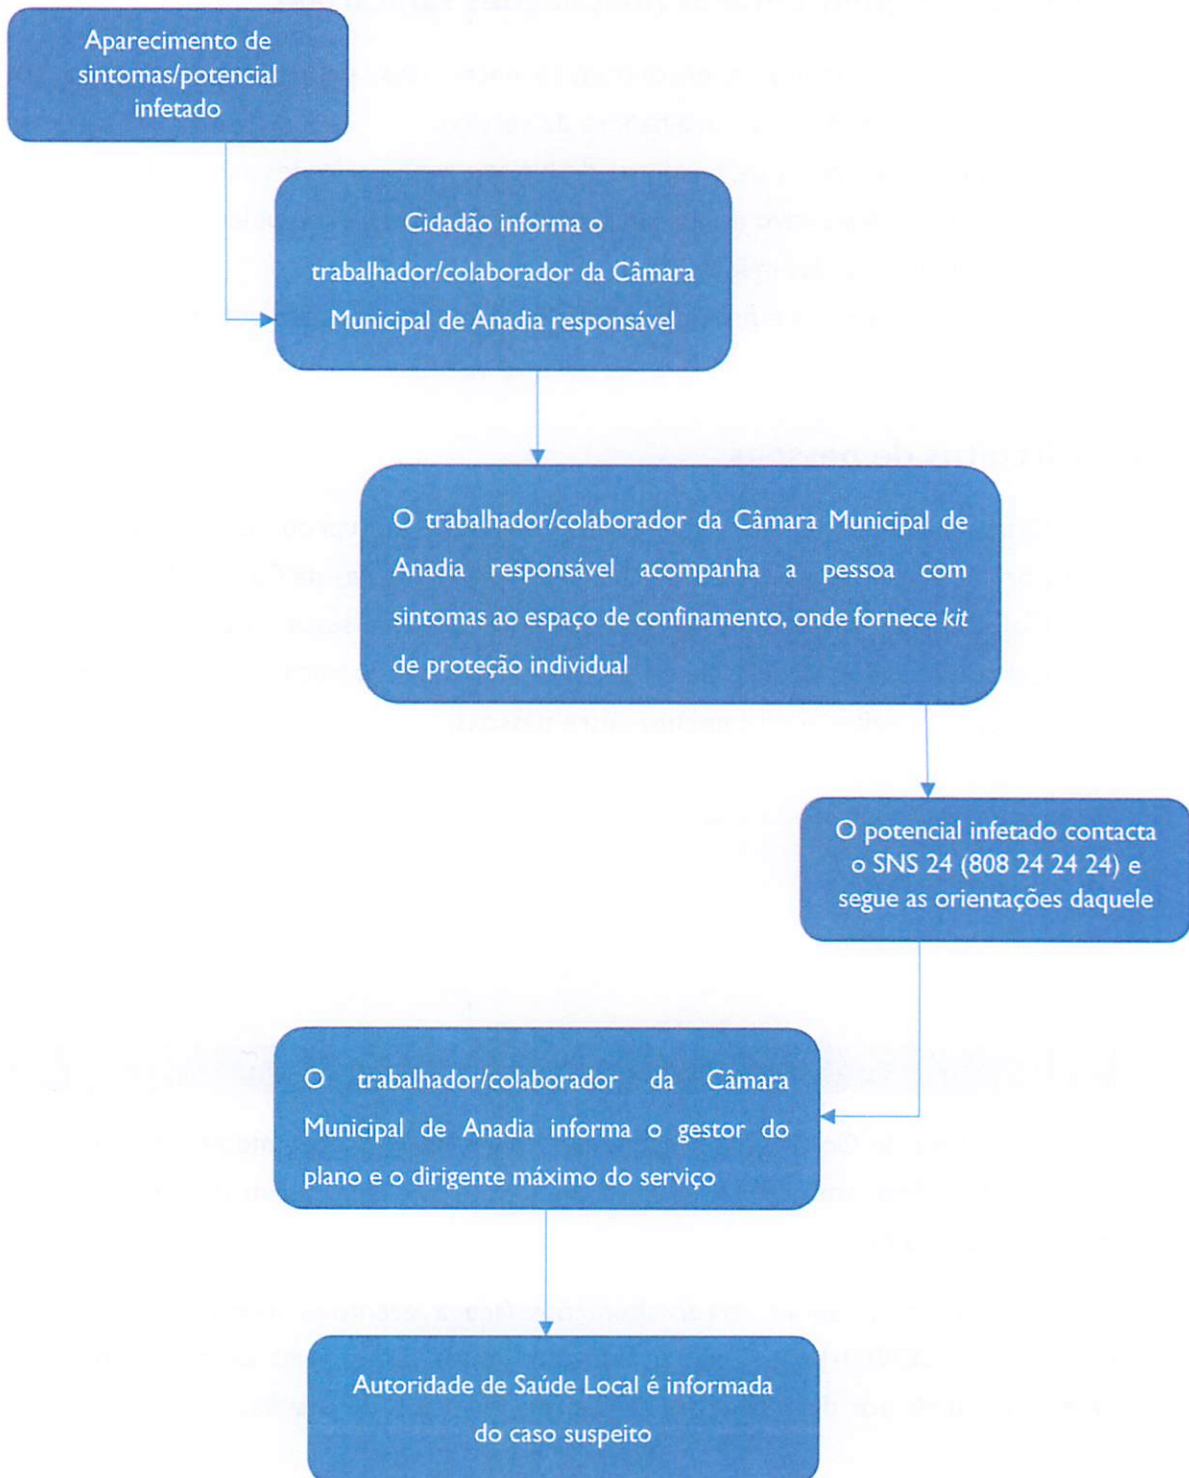 Aparecimento de
sintomas/potencial
infetado
Cidadão informa o
trabalhador/colaborador da Câmara
Municipal de Anadia responsável
O trabalhador/colaborador da Câmara Municipal de
Anadia responsável acompanha a pessoa com
sintomas ao espaço de confinamento, onde fornece kit
de proteção individual
O potencial infetado contacta
o SNS 24 (808 24 24 24) e
segue as orientações daquele
O trabalhador/colaborador da Câmara
Municipal de Anadia informa o gestor do
plano e o dirigente máximo do serviço
Autoridade de Saúde Local é informada
do caso suspeito